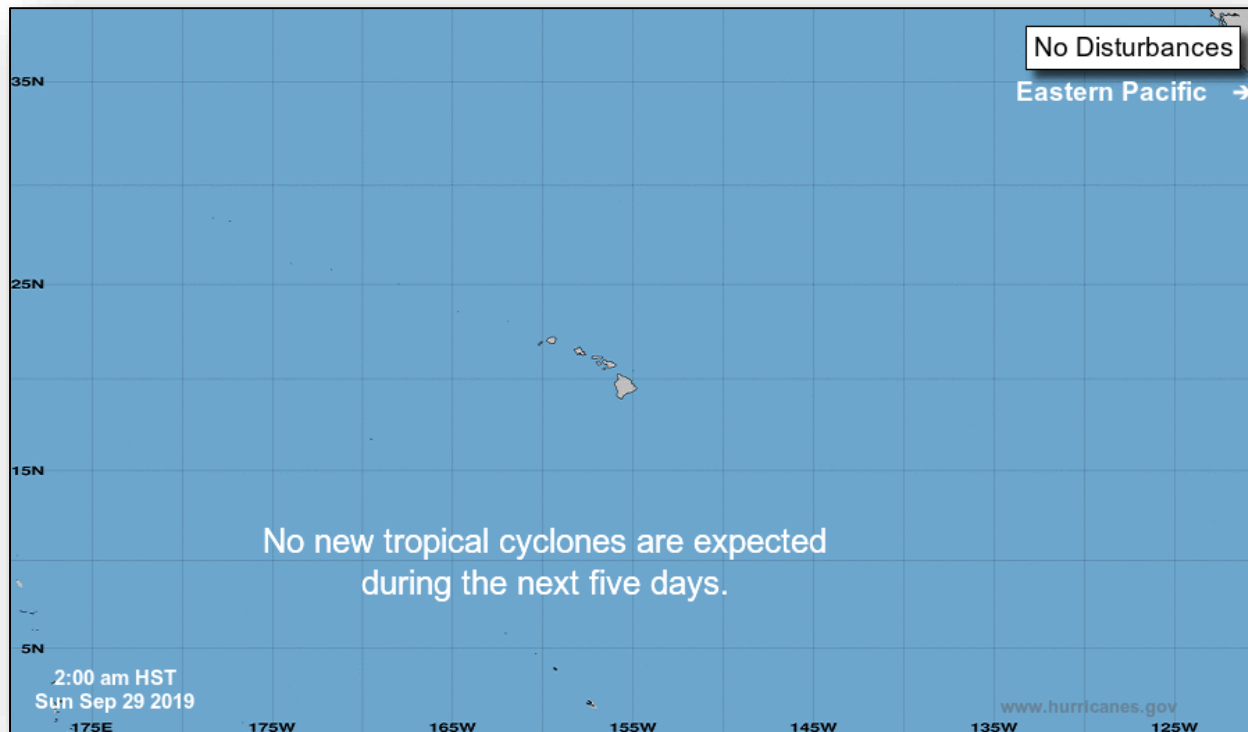 No Disturbances
Eastern Pacific ➔
35N
25N
15N
No new tropical cyclones are expected
during the next five days.
5N
2:00 am HST
Sun Sep 29 2019
www.hurricanes.gov
175E 175W 165W 155W 145W 135W 125W